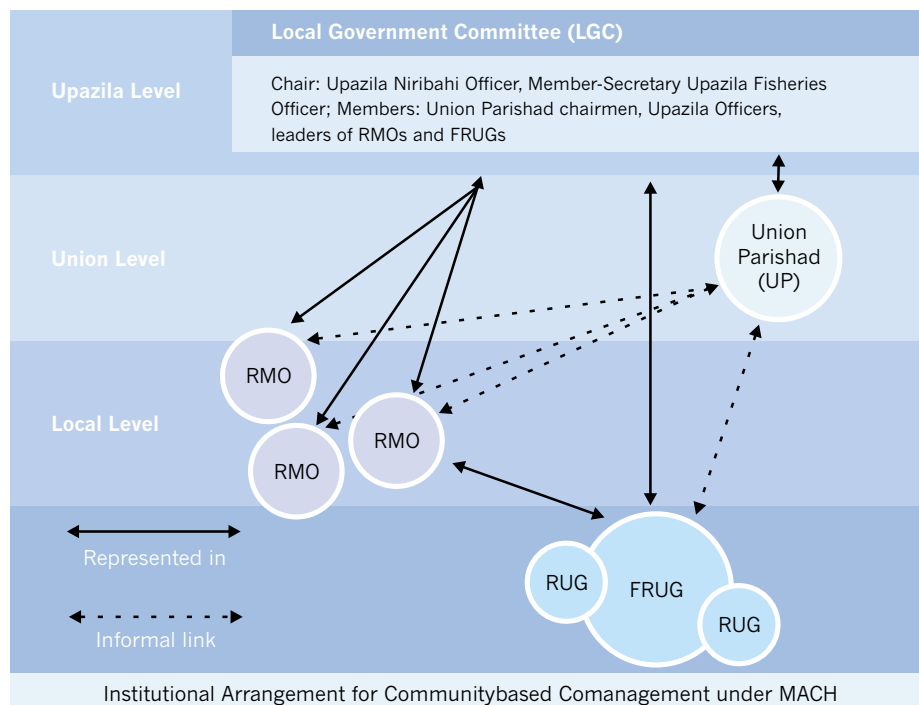 Local Government Committee (LGC)
Upazila Level
Chair: Upazila Niribahi Officer, Member-Secretary Upazila Fisheries
Officer; Members: Union Parishad chairmen, Upazila Officers,
leaders of RMOs and FRUGs
Union Level
Union
Parishad
(UP)
RMO
Local Level
RMO
RMO
Represented in
RUG
FRUG
RUG
Informal link
Institutional Arrangement for Communitybased Comanagement under MACH